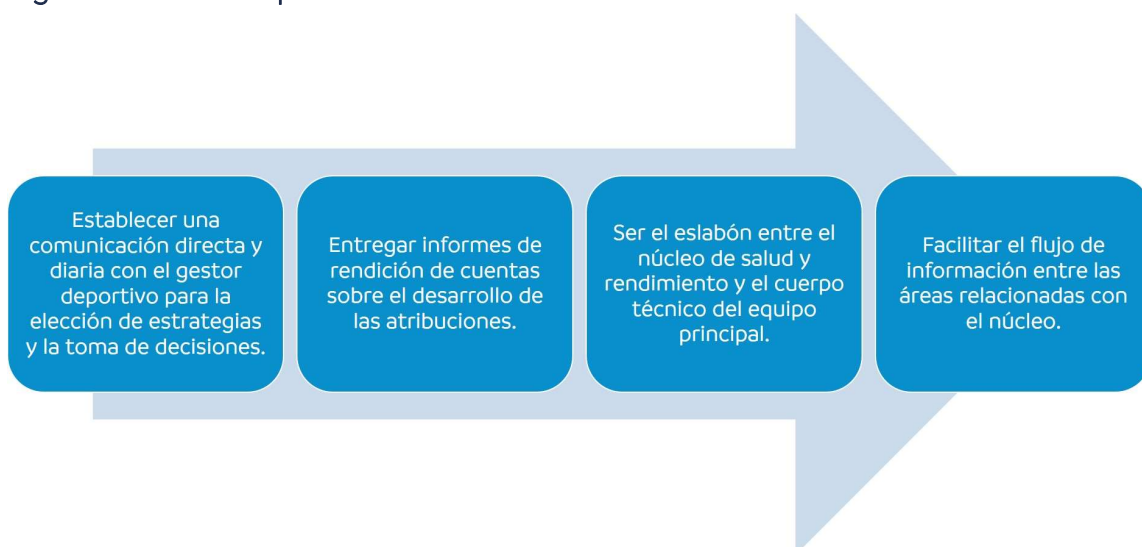 Establecer una
comunicación directa y
diaria con el gestor
deportivo para la
elección de estrategias
y la toma de decisiones.
Entregar informes de
rendición de cuentas
sobre el desarrollo de
las atribuciones.
Ser el eslabón entre el
núcleo de salud y
rendimiento y el cuerpo
técnico del equipo
principal.
Facilitar el flujo de
información entre las
áreas relacionadas con
el núcleo.